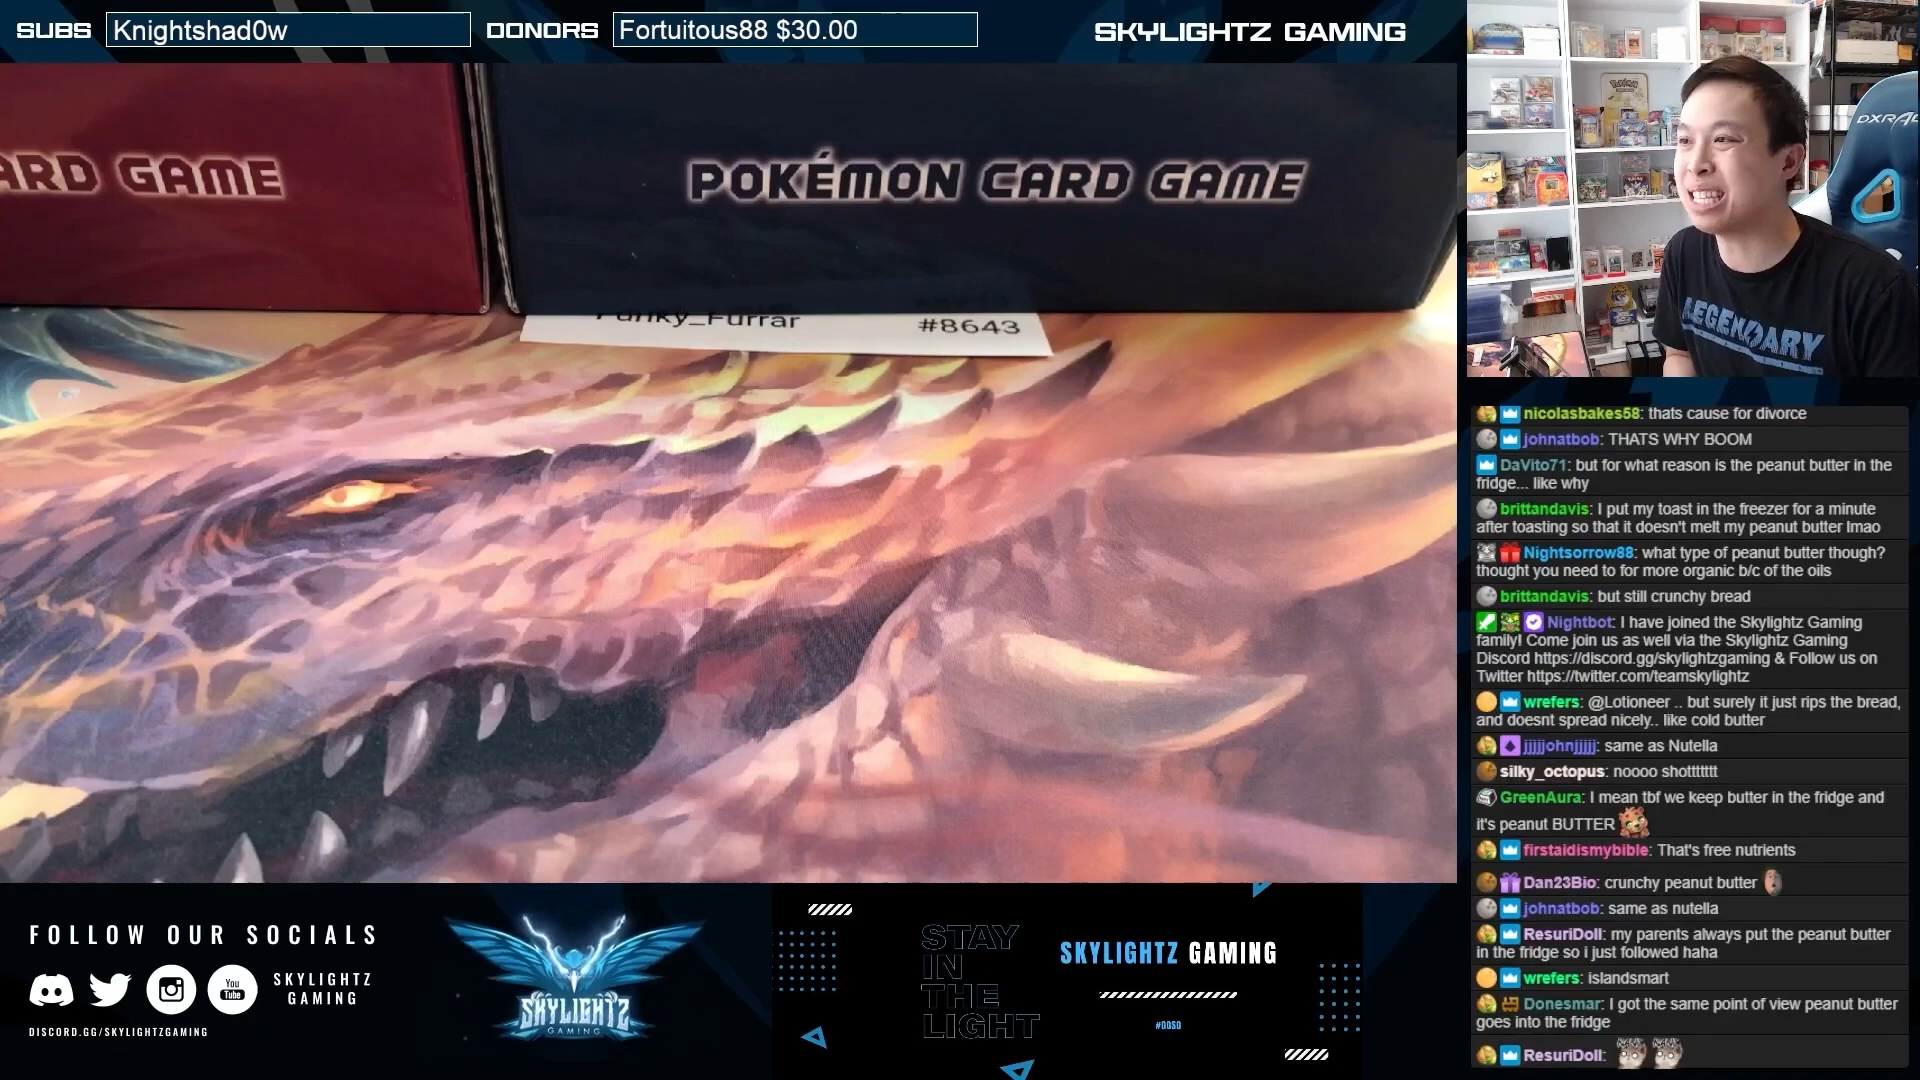 SUBS Knightshad0w DONORS Fortuitous88 $30.00 SKYLIGHTZ GAMING
ARD GAME
POKÉMON CARD GAME
Funky_Furrar #8643
DXRAC
LEGENDARY
nicolasbakes58: thats cause for divorce
johnatbob: THATS WHY BOOM
DaVito71: but for what reason is the peanut butter in the
fridge... like why
brittandavis: I put my toast in the freezer for a minute
after toasting so that it doesn't melt my peanut butter lmao
Nightsorrow88: what type of peanut butter though?
thought you need to for more organic b/c of the oils
brittandavis: but still crunchy bread
Nightbot: I have joined the Skylightz Gaming
family! Come join us as well via the Skylightz Gaming
Discord https://discord.gg/skylightzgaming & Follow us on
Twitter https://twitter.com/teamskylightz
wrefers: @Lotioneer .. but surely it just rips the bread,
and doesnt spread nicely.. like cold butter
jjjjjohnjjjjj: same as Nutella
silky_octopus: noooo shottttttt
GreenAura: I mean tbf we keep butter in the fridge and
it's peanut BUTTER
firstaidismybible: That's free nutrients
Dan23Bio: crunchy peanut butter
johnatbob: same as nutella
ResuriDoll: my parents always put the peanut butter
in the fridge so i just followed haha
wrefers: islandsmart
Donesmar: I got the same point of view peanut butter
goes into the fridge
ResuriDoll:
FOLLOW OUR SOCIALS
You
Tube
SKYLIGHTZ
GAMING
DISCORD.GG/SKYLIGHTZGAMING
SKYLIGHTZ
GAMING
STAY
IN
THE
LIGHT
SKYLIGHTZ GAMING